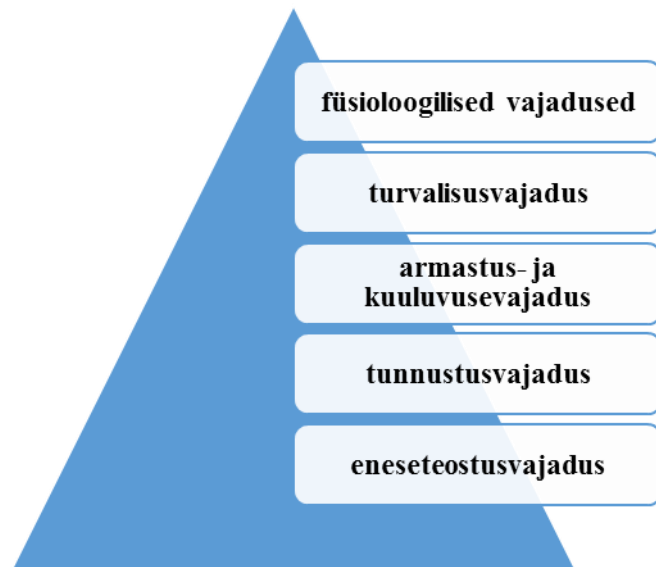 füsioloogilised vajadused
turvalisusvajadus
armastus- ja
kuuluvusevajadus
tunnustusvajadus
eneseteostusvajadus